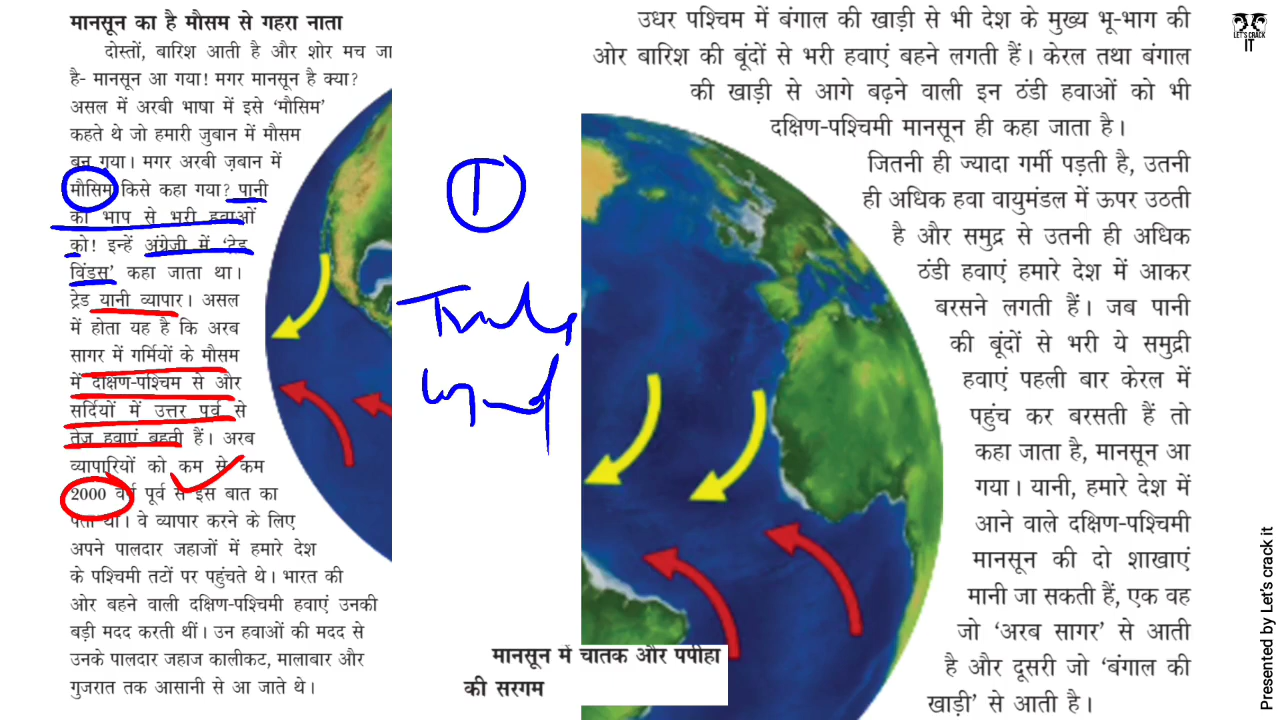 मानसून का है मौसम से गहरा नाता
दोस्तों, बारिश आती है और शोर मच जा
है- मानसून आ गया! मगर मानसून है क्या?
असल में अरबी भाषा में इसे ‘मौसिम’
कहते थे जो हमारी जुबान में मौसम
बन गया। मगर अरबी ज़बान में
मौसिम किसे कहा गया? पानी
की भाप से भरी हवाओं
को! इन्हें अंग्रेजी में ‘ट्रेड
विंडस’ कहा जाता था।
ट्रेड यानी व्यापार। असल
में होता यह है कि अरब
सागर में गर्मियों के मौसम
में दक्षिण-पश्चिम से और
सर्दियों में उत्तर पूर्व से
तेज हवाएं बहती हैं। अरब
व्यापारियों को कम से कम
2000 वर्ष पूर्व से इस बात का
पता था। वे व्यापार करने के लिए
अपने पालदार जहाजों में हमारे देश
के पश्चिमी तटों पर पहुंचते थे। भारत की
ओर बहने वाली दक्षिण-पश्चिमी हवाएं उनकी
बड़ी मदद करती थीं। उन हवाओं की मदद से
उनके पालदार जहाज कालीकट, मालाबार और
गुजरात तक आसानी से आ जाते थे।
1
Trade
wind
मानसून में चातक और पपीहा
की सरगम
उधर पश्चिम में बंगाल की खाड़ी से भी देश के मुख्य भू-भाग की
ओर बारिश की बूंदों से भरी हवाएं बहने लगती हैं। केरल तथा बंगाल
की खाड़ी से आगे बढ़ने वाली इन ठंडी हवाओं को भी
दक्षिण-पश्चिमी मानसून ही कहा जाता है।
जितनी ही ज्यादा गर्मी पड़ती है, उतनी
ही अधिक हवा वायुमंडल में ऊपर उठती
है और समुद्र से उतनी ही अधिक
ठंडी हवाएं हमारे देश में आकर
बरसने लगती हैं। जब पानी
की बूंदों से भरी ये समुद्री
हवाएं पहली बार केरल में
पहुंच कर बरसती हैं तो
कहा जाता है, मानसून आ
गया। यानी, हमारे देश में
आने वाले दक्षिण-पश्चिमी
मानसून की दो शाखाएं
मानी जा सकती हैं, एक वह
जो ‘अरब सागर’ से आती
है और दूसरी जो ‘बंगाल की
खाड़ी’ से आती है।
LET'S CRACK
IT
Presented by Let's crack it